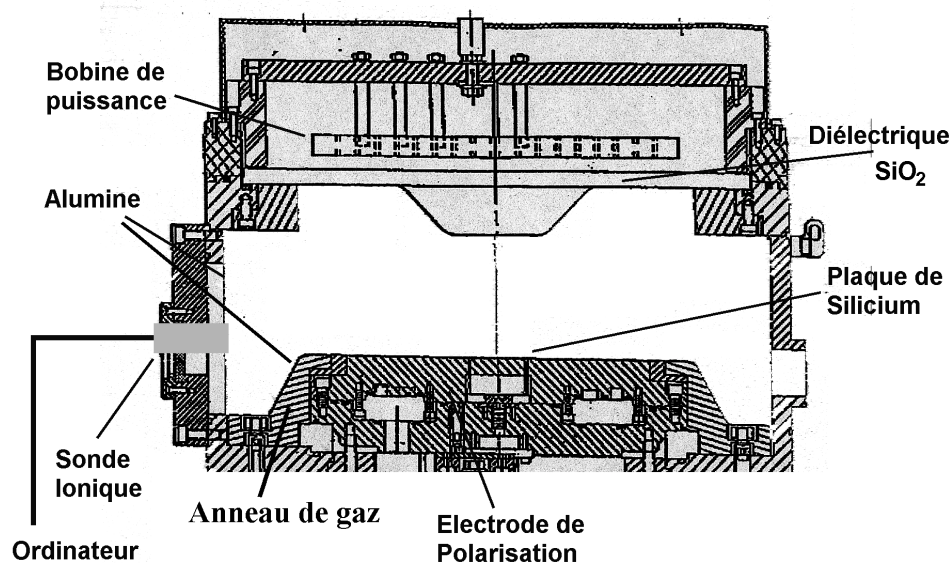 Bobine de
puissance
Diélectrique
SiO2
Alumine
Plaque de
Silicium
Sonde
Ionique
Anneau de gaz
Electrode de
Polarisation
Ordinateur